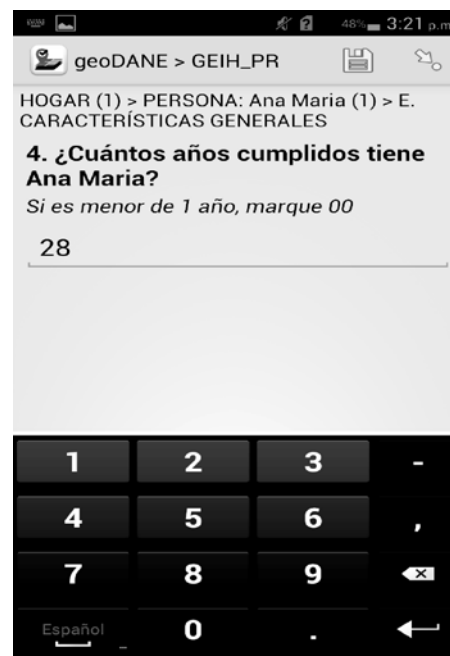 48% 3:21 p.m
geoDANE > GEIH_PR
HOGAR (1) > PERSONA: Ana Maria (1) > E.
CARACTERÍSTICAS GENERALES
4. ¿Cuántos años cumplidos tiene
Ana Maria?
Si es menor de 1 año, marque 00
28
1 2 3 -
4 5 6 ,
7 8 9
Español 0 .